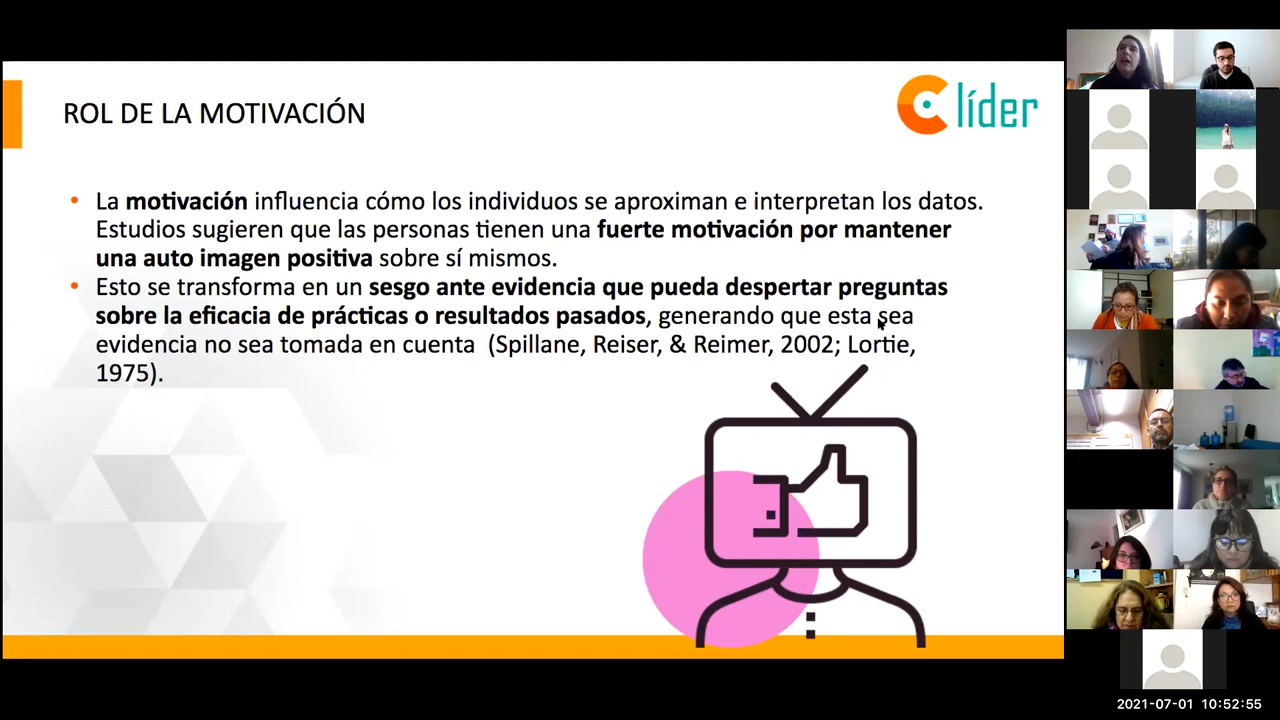 ROL DE LA MOTIVACIÓN
líder
• La motivación influencia cómo los individuos se aproximan e interpretan los datos.
Estudios sugieren que las personas tienen una fuerte motivación por mantener
una auto imagen positiva sobre sí mismos.
• Esto se transforma en un sesgo ante evidencia que pueda despertar preguntas
sobre la eficacia de prácticas o resultados pasados, generando que esta sea
evidencia no sea tomada en cuenta (Spillane, Reiser, & Reimer, 2002; Lortie,
1975).
2021-07-01 10:52:55